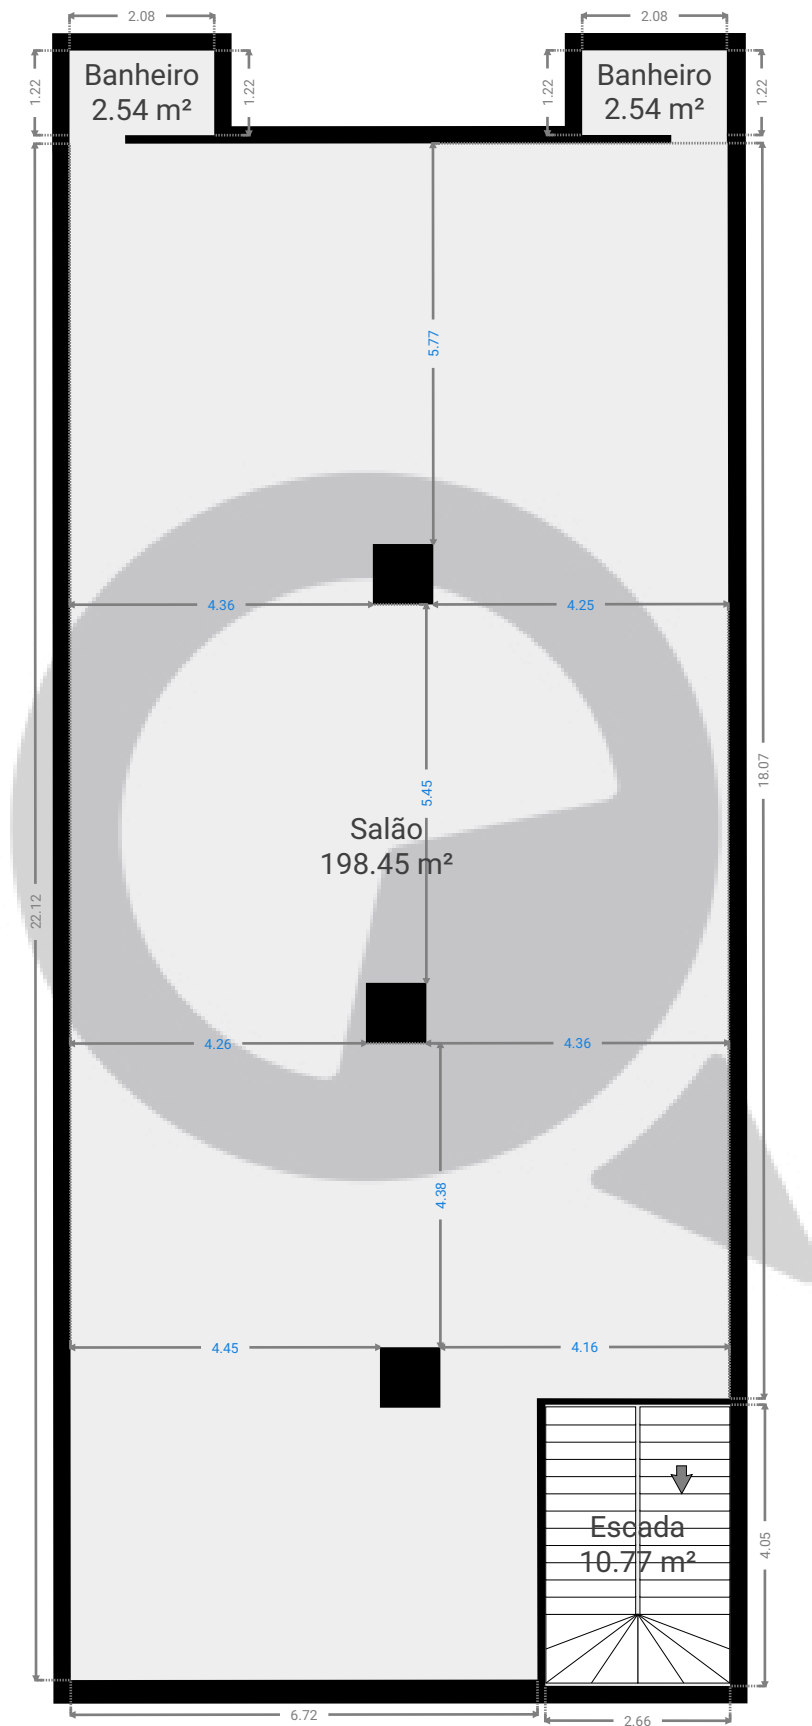 2.08
2.08
Banheiro
2.54 m²
Banheiro
2.54 m²
1.22
1.22
1.22
1.22
5.77
4.36
4.25
5.45
18.07
Salão
198.45 m²
22.12
4.26
4.36
4.38
4.45
4.16
Escada
10.77 m²
4.05
6.72
2.66